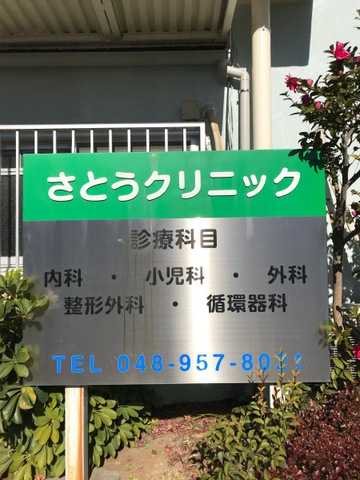 さとうクリニック
診療科目
内科 ・ 小児科 ・ 外科
整形外科 ・ 循環器科
TEL 048-957-8021